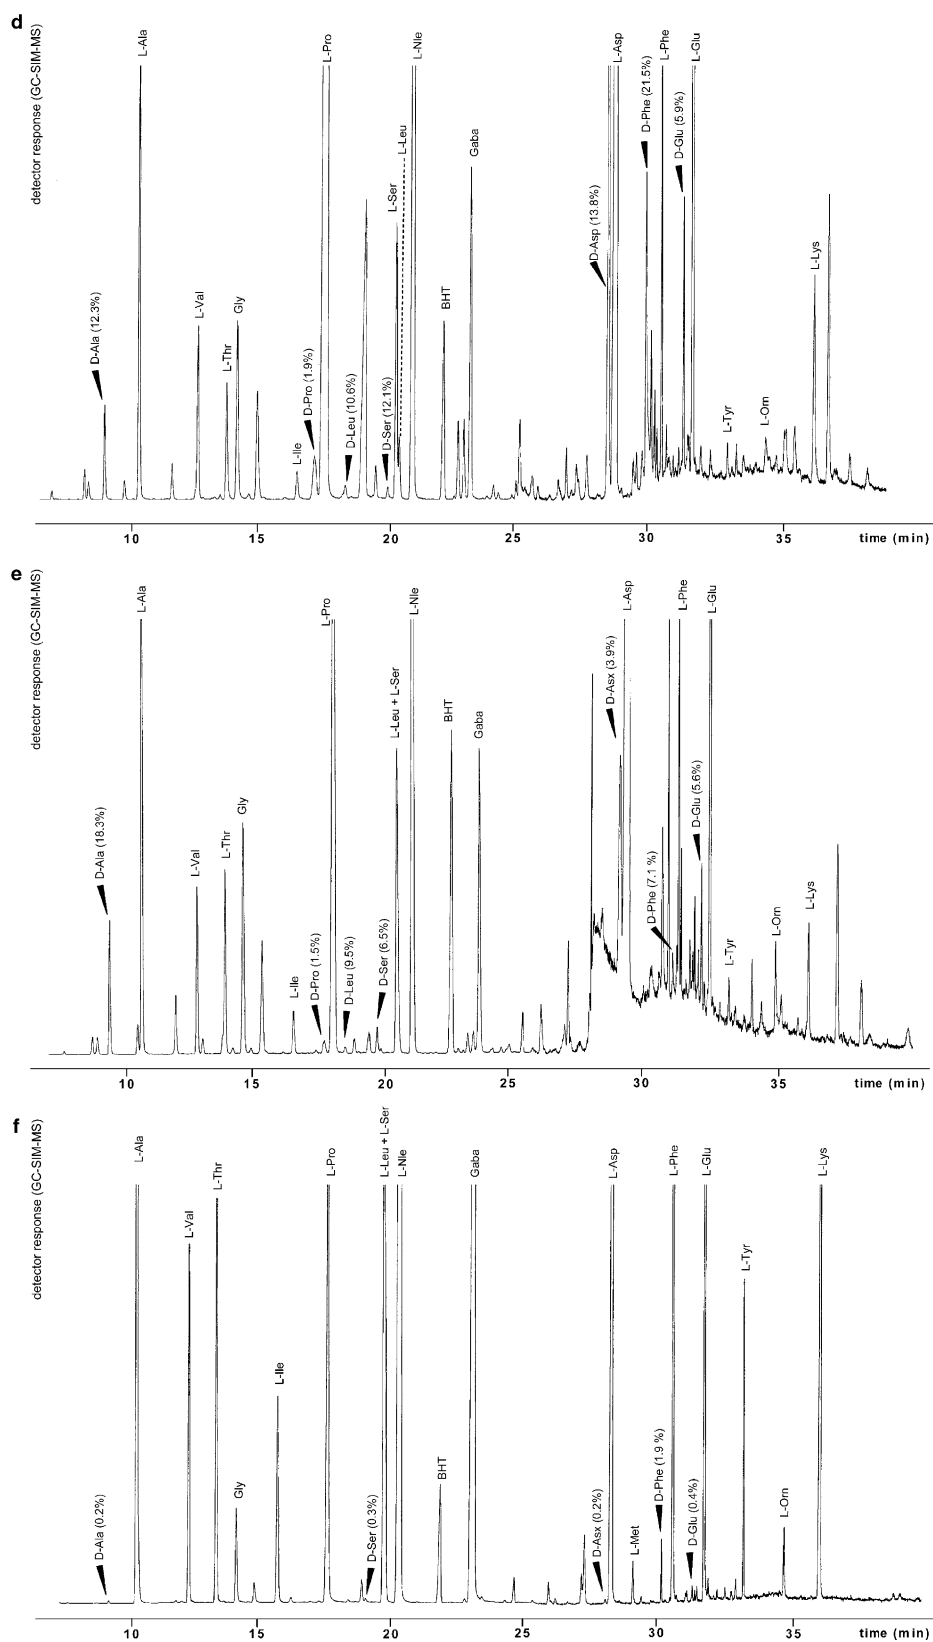 d
detector response (GC-SIM-MS)
D-Ala (12.3%)
L-Ala
L-Val
L-Thr
Gly
L-Ile
D-Pro (1.9%)
L-Pro
D-Leu (10.6%)
D-Ser (12.1%)
L-Ser
L-Leu
L-Nle
BHT
Gaba
D-Asp (13.8%)
L-Asp
D-Phe (21.5%)
L-Phe
D-Glu (5.9%)
L-Glu
L-Tyr
L-Orn
L-Lys
10 15 20 25 30 35 time (min)
e
detector response (GC-SIM-MS)
D-Ala (18.3%)
L-Ala
L-Val
L-Thr
Gly
L-Ile
D-Pro (1.5%)
L-Pro
D-Leu (9.5%)
D-Ser (6.5%)
L-Leu + L-Ser
L-Nle
BHT
Gaba
D-Asx (3.9%)
L-Asp
D-Phe (7.1 %)
L-Phe
D-Glu (5.6%)
L-Glu
L-Tyr
L-Orn
L-Lys
10 15 20 25 30 35 time (min)
f
detector response (GC-SIM-MS)
D-Ala (0.2%)
L-Ala
L-Val
L-Thr
Gly
L-Ile
L-Pro
D-Ser (0.3%)
L-Leu + L-Ser
L-Nle
BHT
Gaba
D-Asx (0.2%)
L-Asp
L-Met
D-Phe (1.9 %)
L-Phe
D-Glu (0.4%)
L-Glu
L-Tyr
L-Orn
L-Lys
10 15 20 25 30 35 time (min)